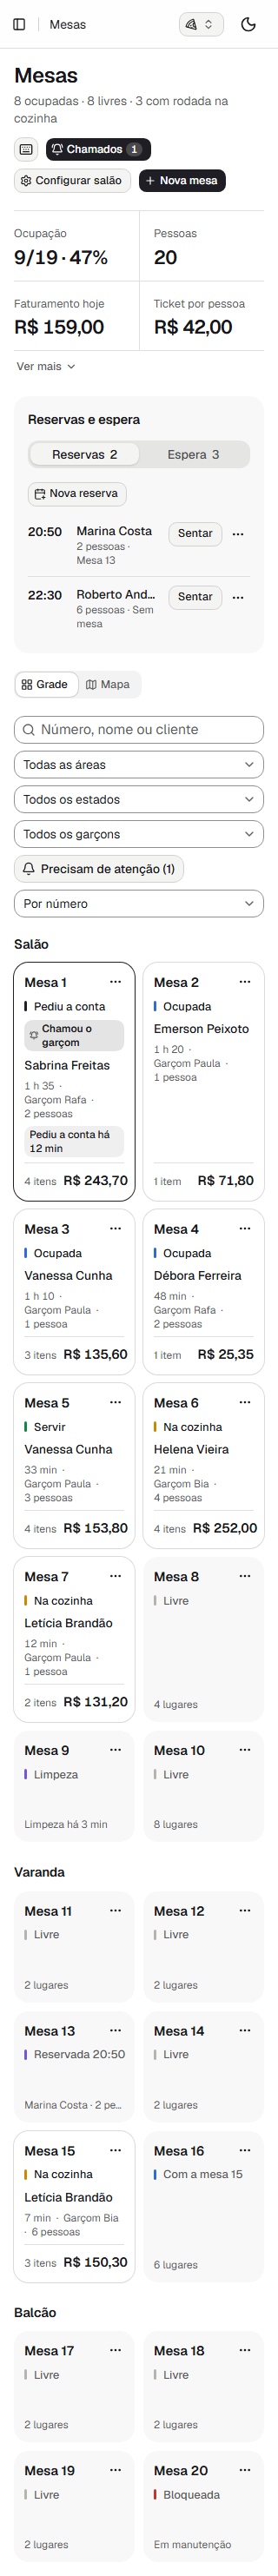 Mesas
Mesas
8 ocupadas · 8 livres · 3 com rodada na
cozinha
Chamados 1
Configurar salão
+ Nova mesa
Ocupação
9/19 · 47%
Pessoas
20
Faturamento hoje
R$ 159,00
Ticket por pessoa
R$ 42,00
Ver mais
Reservas e espera
Reservas 2
Espera 3
Nova reserva
20:50
Marina Costa
2 pessoas ·
Mesa 13
Sentar
22:30
Roberto And...
6 pessoas · Sem
mesa
Sentar
Grade
Mapa
Número, nome ou cliente
Todas as áreas
Todos os estados
Todos os garçons
Precisam de atenção (1)
Por número
Salão
Mesa 1
Pediu a conta
Chamou o
garçom
Sabrina Freitas
1 h 35 ·
Garçom Rafa ·
2 pessoas
Pediu a conta há
12 min
4 itens R$ 243,70
Mesa 2
Ocupada
Emerson Peixoto
1 h 20 ·
Garçom Paula ·
1 pessoa
1 item R$ 71,80
Mesa 3
Ocupada
Vanessa Cunha
1 h 10 ·
Garçom Paula ·
1 pessoa
3 itens R$ 135,60
Mesa 4
Ocupada
Débora Ferreira
48 min ·
Garçom Rafa ·
2 pessoas
1 item R$ 25,35
Mesa 5
Servir
Vanessa Cunha
33 min ·
Garçom Paula ·
3 pessoas
4 itens R$ 153,80
Mesa 6
Na cozinha
Helena Vieira
21 min ·
Garçom Bia ·
4 pessoas
4 itens R$ 252,00
Mesa 7
Na cozinha
Letícia Brandão
12 min ·
Garçom Paula ·
1 pessoa
2 itens R$ 131,20
Mesa 8
Livre
4 lugares
Mesa 9
Limpeza
Limpeza há 3 min
Mesa 10
Livre
8 lugares
Varanda
Mesa 11
Livre
2 lugares
Mesa 12
Livre
2 lugares
Mesa 13
Reservada 20:50
Marina Costa · 2 pe...
Mesa 14
Livre
2 lugares
Mesa 15
Na cozinha
Letícia Brandão
7 min · Garçom Bia
· 6 pessoas
3 itens R$ 150,30
Mesa 16
Com a mesa 15
6 lugares
Balcão
Mesa 17
Livre
2 lugares
Mesa 18
Livre
2 lugares
Mesa 19
Livre
2 lugares
Mesa 20
Bloqueada
Em manutenção